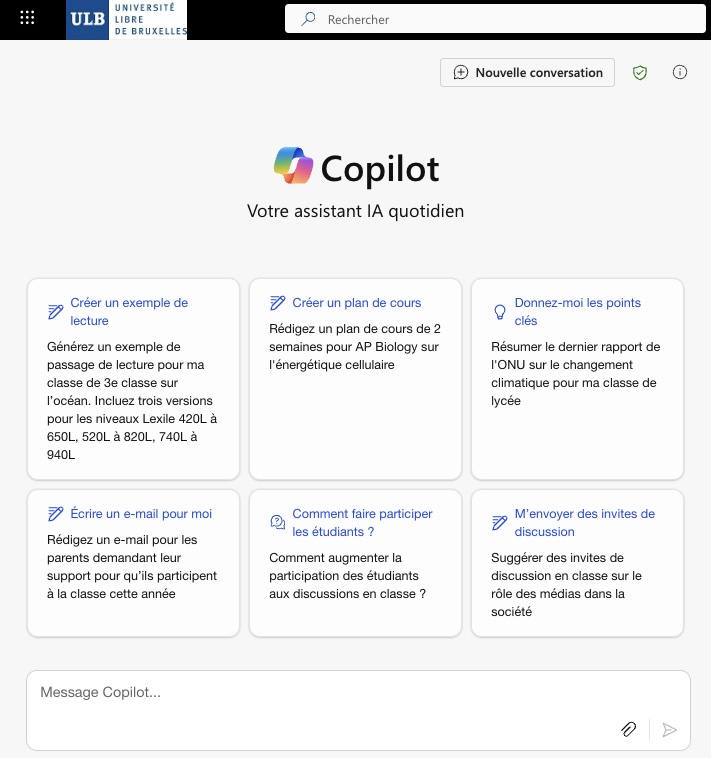 ULB UNIVERSITÉ
LIBRE
DE BRUXELLES
Rechercher
Nouvelle conversation
Copilot
Votre assistant IA quotidien
Créer un exemple de
lecture
Générez un exemple de
passage de lecture pour ma
classe de 3e classe sur
l'océan. Incluez trois versions
pour les niveaux Lexile 420L à
650L, 520L à 820L, 740L à
940L
Créer un plan de cours
Rédigez un plan de cours de 2
semaines pour AP Biology sur
l'énergétique cellulaire
Donnez-moi les points
clés
Résumer le dernier rapport de
l'ONU sur le changement
climatique pour ma classe de
lycée
Écrire un e-mail pour moi
Rédigez un e-mail pour les
parents demandant leur
support pour qu'ils participent
à la classe cette année
Comment faire participer
les étudiants ?
Comment augmenter la
participation des étudiants
aux discussions en classe ?
M'envoyer des invites de
discussion
Suggérer des invites de
discussion en classe sur le
rôle des médias dans la
société
Message Copilot...